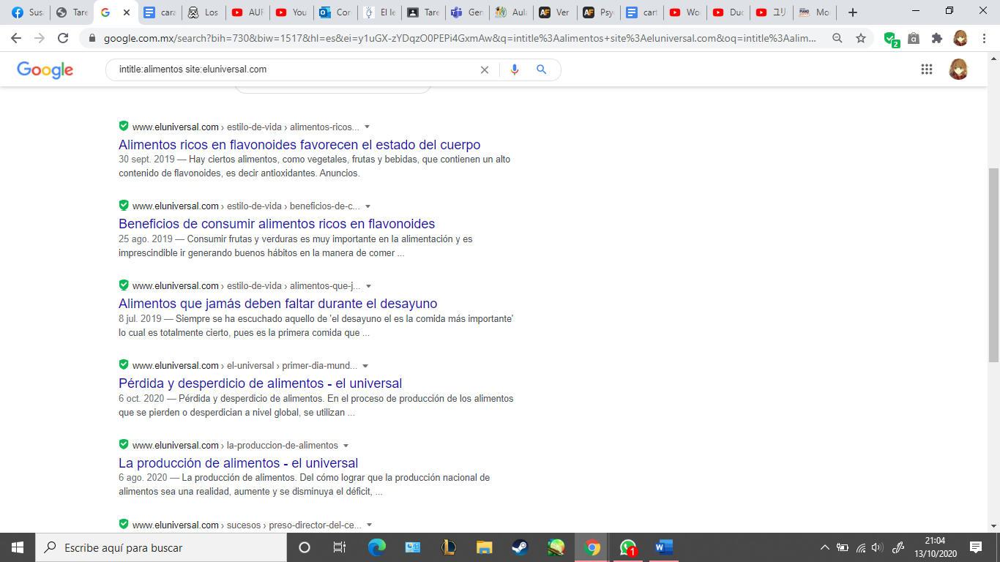 Sus
Tare
cara
Los
AUF
You
Cor
El le
Tare
Ger
Aula
Ver
Psy
cart
Wo
Duc
ユリ
Mo
google.com.mx/search?bih=730&biw=1517&hl=es&ei=y1uGX-zYDqzO0PEPi4GxmAw&q=intitle%3Aalimentos+site%3Aeluniversal.com&oq=intitle%3Aalim...
2
Google
intitle:alimentos site:eluniversal.com
www.eluniversal.com › estilo-de-vida › alimentos-ricos...
Alimentos ricos en flavonoides favorecen el estado del cuerpo
30 sept. 2019 — Hay ciertos alimentos, como vegetales, frutas y bebidas, que contienen un alto
contenido de flavonoides, es decir antioxidantes. Anuncios.
www.eluniversal.com › estilo-de-vida › beneficios-de-c...
Beneficios de consumir alimentos ricos en flavonoides
25 ago. 2019 — Consumir frutas y verduras es muy importante en la alimentación y es
imprescindible ir generando buenos hábitos en la manera de comer ...
www.eluniversal.com › estilo-de-vida › alimentos-que-j...
Alimentos que jamás deben faltar durante el desayuno
8 jul. 2019 — Siempre se ha escuchado aquello de 'el desayuno el es la comida más importante'
lo cual es totalmente cierto, pues es la primera comida que ...
www.eluniversal.com › el-universal › primer-dia-mund...
Pérdida y desperdicio de alimentos - el universal
6 oct. 2020 — Pérdida y desperdicio de alimentos. En el proceso de producción de los alimentos
que se pierden o desperdician a nivel global, se utilizan ...
www.eluniversal.com › la-produccion-de-alimentos
La producción de alimentos - el universal
6 ago. 2020 — La producción de alimentos. Del cómo lograr que la producción nacional de
alimentos sea una realidad, aumente y se disminuya el déficit, ...
www.eluniversal.com › sucesos › preso-director-del-ce...
Escribe aquí para buscar
1
21:04
13/10/2020